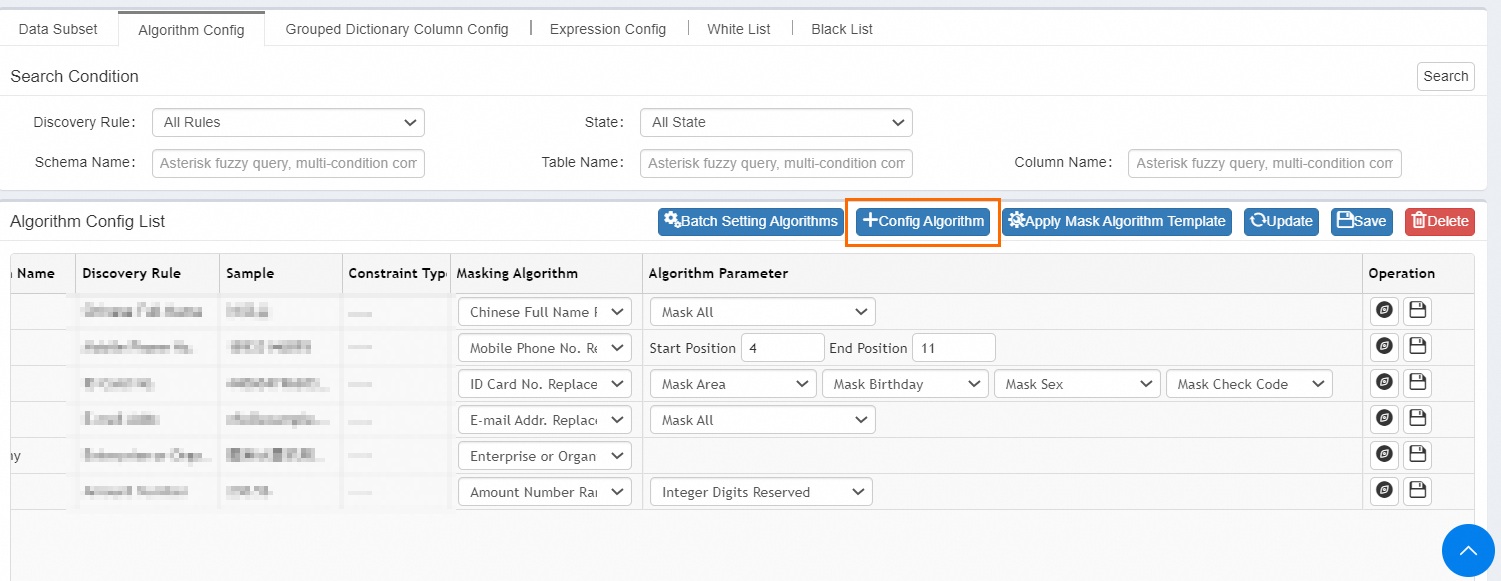 Data Subset Algorithm Config Grouped Dictionary Column Config Expression Config White List Black List
Search Condition Search
Discovery Rule: All Rules State: All State
Schema Name: Asterisk fuzzy query, multi-condition com Table Name: Asterisk fuzzy query, multi-condition com Column Name: Asterisk fuzzy query, multi-condition com
Algorithm Config List Batch Setting Algorithms Config Algorithm Apply Mask Algorithm Template Update Save Delete
Name Discovery Rule Sample Constraint Typ Masking Algorithm Algorithm Parameter Operation
Chinese Full Name Mask All
Mobile Phone No. Re Start Position 4 End Position 11
ID Card No. Replace Mask Area Mask Birthday Mask Sex Mask Check Code
E-mail Addr. Replac Mask All
ny Enterprise or Organ
Amount Number Ra Integer Digits Reserved